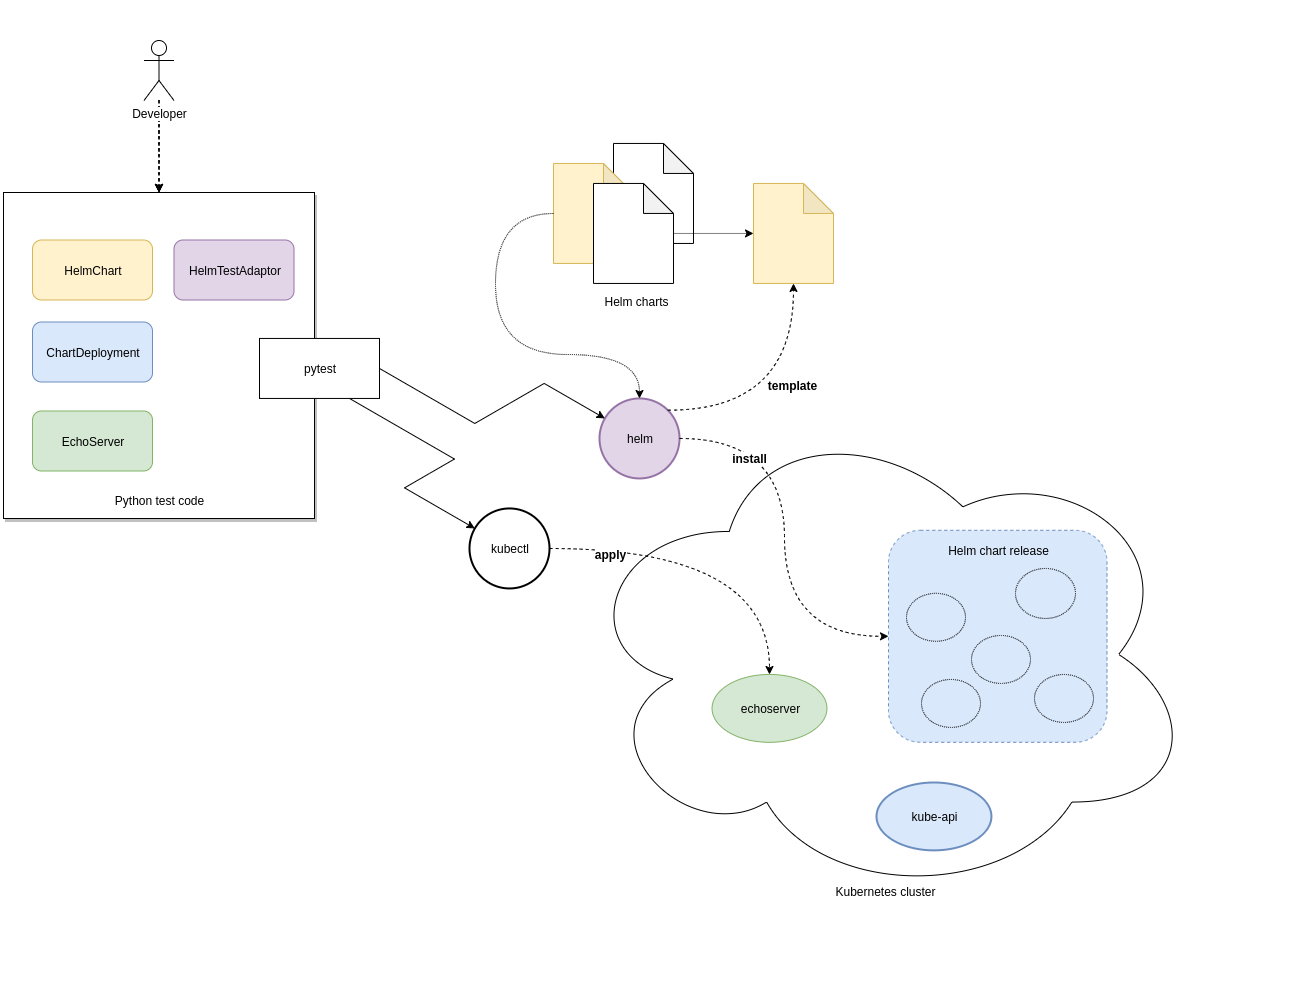 Developer
HelmChart
HelmTestAdaptor
ChartDeployment
EchoServer
Python test code
pytest
Helm charts
template
helm
install
kubectl
apply
Helm chart release
echoserver
kube-api
Kubernetes cluster